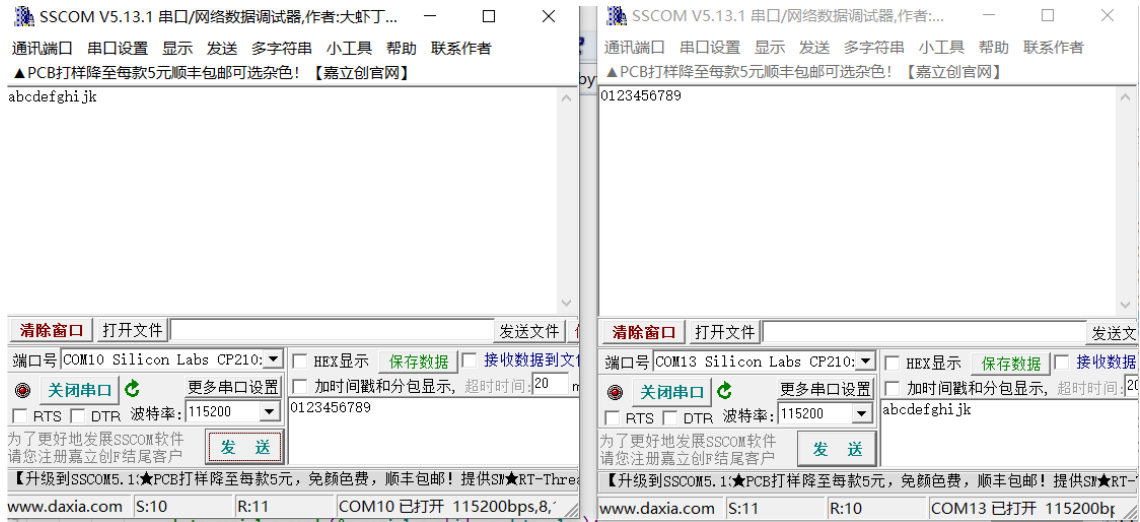 SSCOM V5.13.1 串口/网络数据调试器,作者:大虾丁...
通讯端口 串口设置 显示 发送 多字符串 小工具 帮助 联系作者
▲PCB打样降至每款5元顺丰包邮可选杂色！【嘉立创官网】
abcdefghijk
清除窗口 打开文件 发送文件
端口号 COM10 Silicon Labs CP210: HEX显示 保存数据 接收数据到文
关闭串口 更多串口设置 加时间戳和分包显示, 超时时间: 20 m
RTS DTR 波特率: 115200 0123456789
为了更好地发展SSCOM软件
请您注册嘉立创F结尾客户 发 送
【升级到SSCOM5.1:★PCB打样降至每款5元，免颜色费，顺丰包邮！提供SM★RT-Threa
www.daxia.com S:10 R:11 COM10 已打开 115200bps,8,
SSCOM V5.13.1 串口/网络数据调试器,作者:...
通讯端口 串口设置 显示 发送 多字符串 小工具 帮助 联系作者
▲PCB打样降至每款5元顺丰包邮可选杂色！【嘉立创官网】
0123456789
清除窗口 打开文件 发送文
端口号 COM13 Silicon Labs CP210: HEX显示 保存数据 接收数据
关闭串口 更多串口设置 加时间戳和分包显示, 超时时间: 20
RTS DTR 波特率: 115200 abcdefghijk
为了更好地发展SSCOM软件
请您注册嘉立创F结尾客户 发 送
【升级到SSCOM5.1:★PCB打样降至每款5元，免颜色费，顺丰包邮！提供SM★RT-
www.daxia.com S:11 R:10 COM13 已打开 115200bp
by